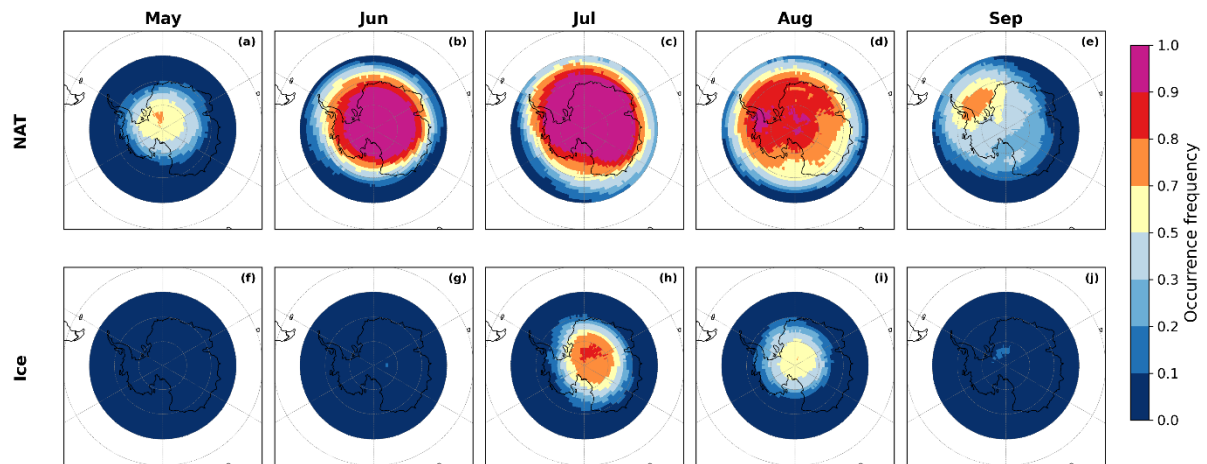 May Jun Jul Aug Sep
NAT
(a) (b) (c) (d) (e)
Ice
(f) (g) (h) (i) (j)
1.0
0.9
0.8
0.7
0.5
0.3
0.2
0.1
0.0
Occurrence frequency